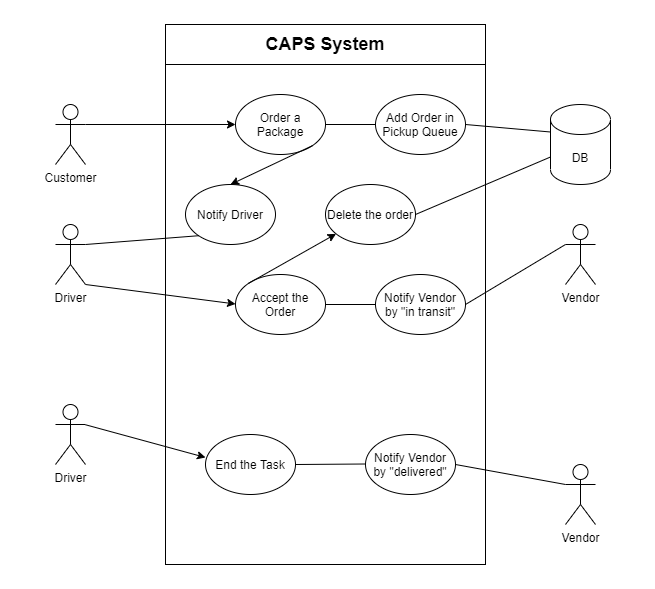 CAPS System
Order a
Package
Add Order in
Pickup Queue
DB
Customer
Notify Driver
Delete the order
Driver
Accept the
Order
Notify Vendor
by "in transit"
Vendor
Driver
End the Task
Notify Vendor
by "delivered"
Vendor